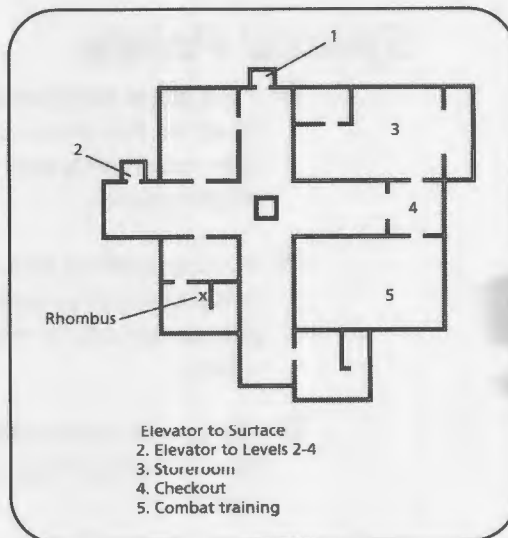 1
3
2
4
5
x
Rhombus
Elevator to Surface
2. Elevator to Levels 2-4
3. Storeroom
4. Checkout
5. Combat training